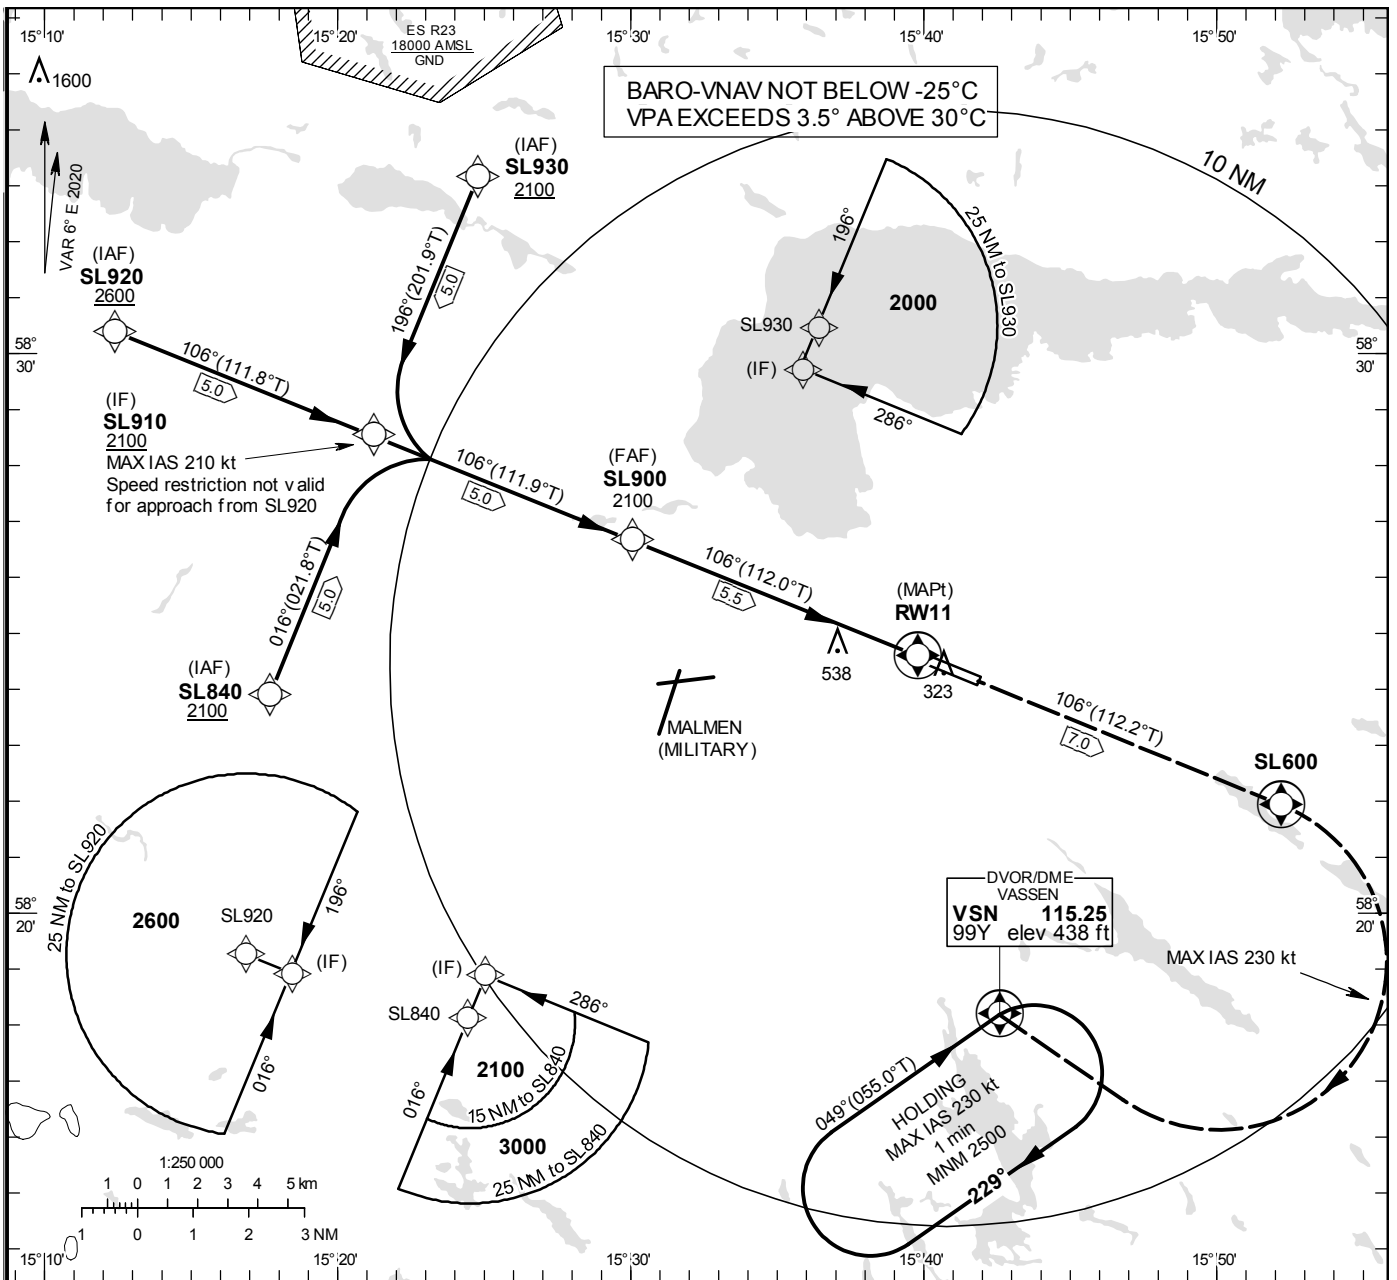 15°10'
15°20'
15°30'
15°40'
15°50'
ES R23
18000 AMSL
GND
1600
BARO-VNAV NOT BELOW -25°C
VPA EXCEEDS 3.5° ABOVE 30°C
10 NM
VAR 6° E 2020
(IAF)
SL930
2100
(IAF)
SL920
2600
196°(201.9°T)
5.0
196°
25 NM to SL930
2000
SL930
(IF)
286°
58°
30'
58°
30'
106°(111.8°T)
5.0
(IF)
SL910
2100
MAX IAS 210 kt
Speed restriction not valid
for approach from SL920
106°(111.9°T)
5.0
(FAF)
SL900
2100
016°(021.8°T)
5.0
106°(112.0°T)
5.5
(MAPt)
RW11
538
323
(IAF)
SL840
2100
MALMEN
(MILITARY)
106°(112.2°T)
7.0
SL600
25 NM to SL920
2600
196°
SL920
(IF)
016°
58°
20'
58°
20'
DVOR/DME
VASSEN
VSN 115.25
99Y elev 438 ft
MAX IAS 230 kt
(IF)
286°
SL840
016°
2100
15 NM to SL840
3000
25 NM to SL840
049°(055.0°T)
HOLDING
MAX IAS 230 kt
1 min
MNM 2500
229°
1:250 000
1 0 1 2 3 4 5 km
1 0 1 2 3 NM
15°10'
15°20'
15°30'
15°40'
15°50'